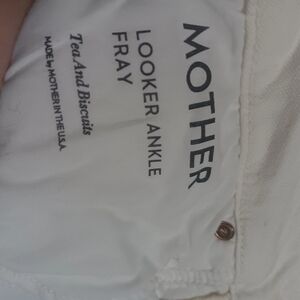 MOTHER
LOOKER ANKLE
FRAY
Tea And Biscuits
MADE by MOTHER IN THE U.S.A.